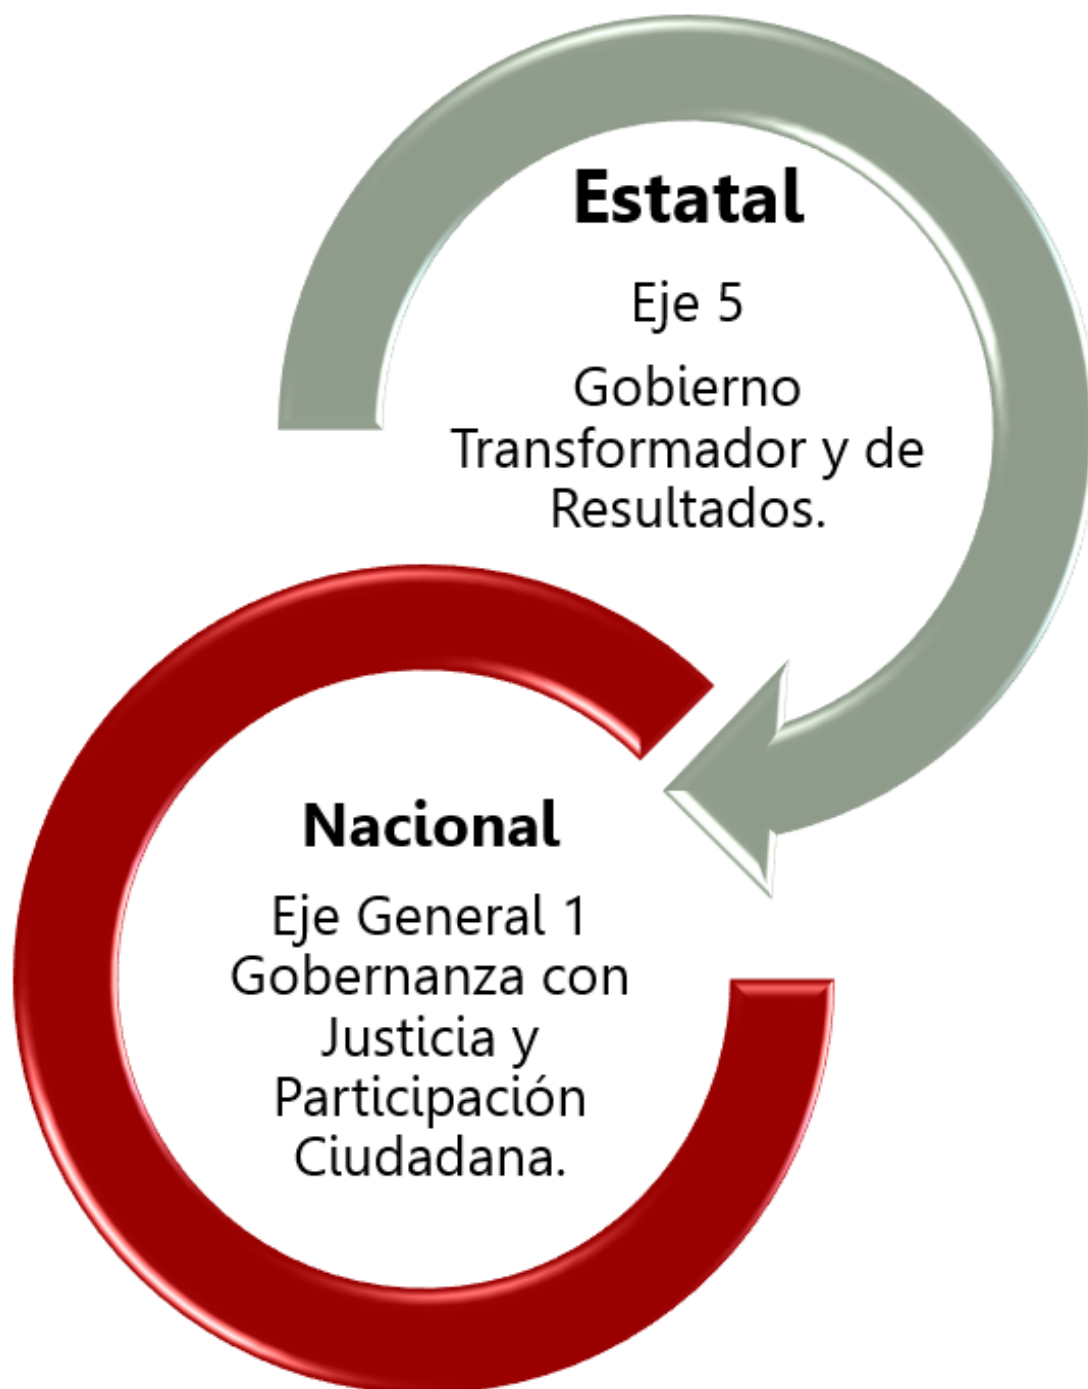 Estatal
Eje 5
Gobierno
Transformador y de
Resultados.
Nacional
Eje General 1
Gobernanza con
Justicia y
Participación
Ciudadana.